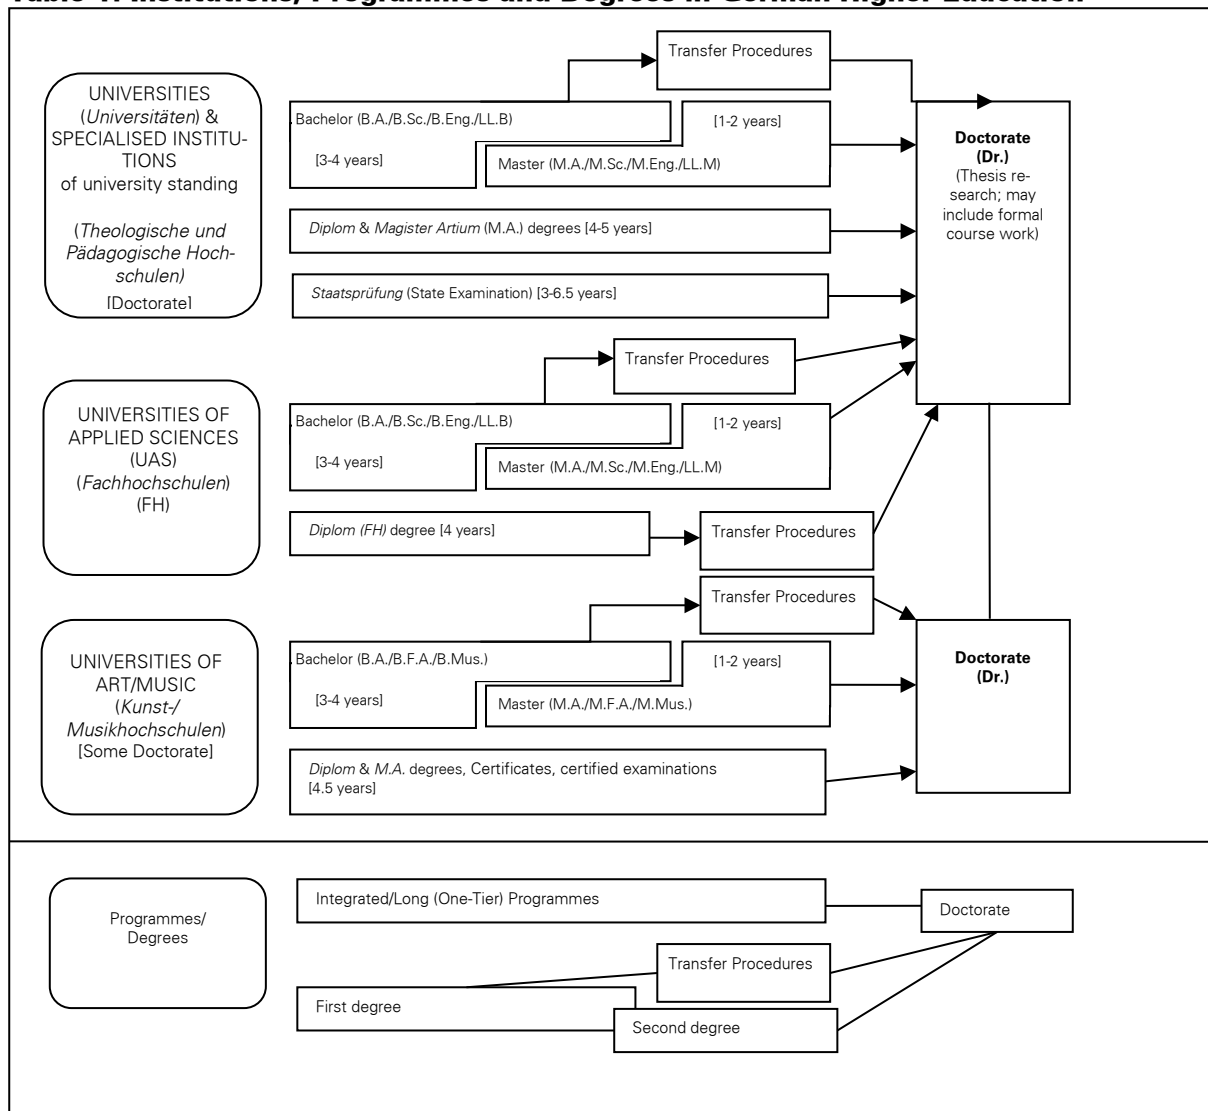 Table 1: Institutions, Programmes and Degrees in German Higher Education
Transfer Procedures
UNIVERSITIES
(Universitäten) &
SPECIALISED INSTITU-
TIONS
of university standing
(Theologische und
Pädagogische Hoch-
schulen)
[Doctorate]
Bachelor (B.A./B.Sc./B.Eng./LL.B)
[3-4 years]
[1-2 years]
Master (M.A./M.Sc./M.Eng./LL.M)
Diplom & Magister Artium (M.A.) degrees [4-5 years]
Staatsprüfung (State Examination) [3-6.5 years]
Doctorate
(Dr.)
(Thesis re-
search; may
include formal
course work)
Transfer Procedures
UNIVERSITIES OF
APPLIED SCIENCES
(UAS)
(Fachhochschulen)
(FH)
Bachelor (B.A./B.Sc./B.Eng./LL.B)
[3-4 years]
[1-2 years]
Master (M.A./M.Sc./M.Eng./LL.M)
Diplom (FH) degree [4 years]
Transfer Procedures
Transfer Procedures
UNIVERSITIES OF
ART/MUSIC
(Kunst-/
Musikhochschulen)
[Some Doctorate]
Bachelor (B.A./B.F.A./B.Mus.)
[3-4 years]
[1-2 years]
Master (M.A./M.F.A./M.Mus.)
Diplom & M.A. degrees, Certificates, certified examinations
[4.5 years]
Doctorate
(Dr.)
Programmes/
Degrees
Integrated/Long (One-Tier) Programmes
Doctorate
Transfer Procedures
First degree
Second degree